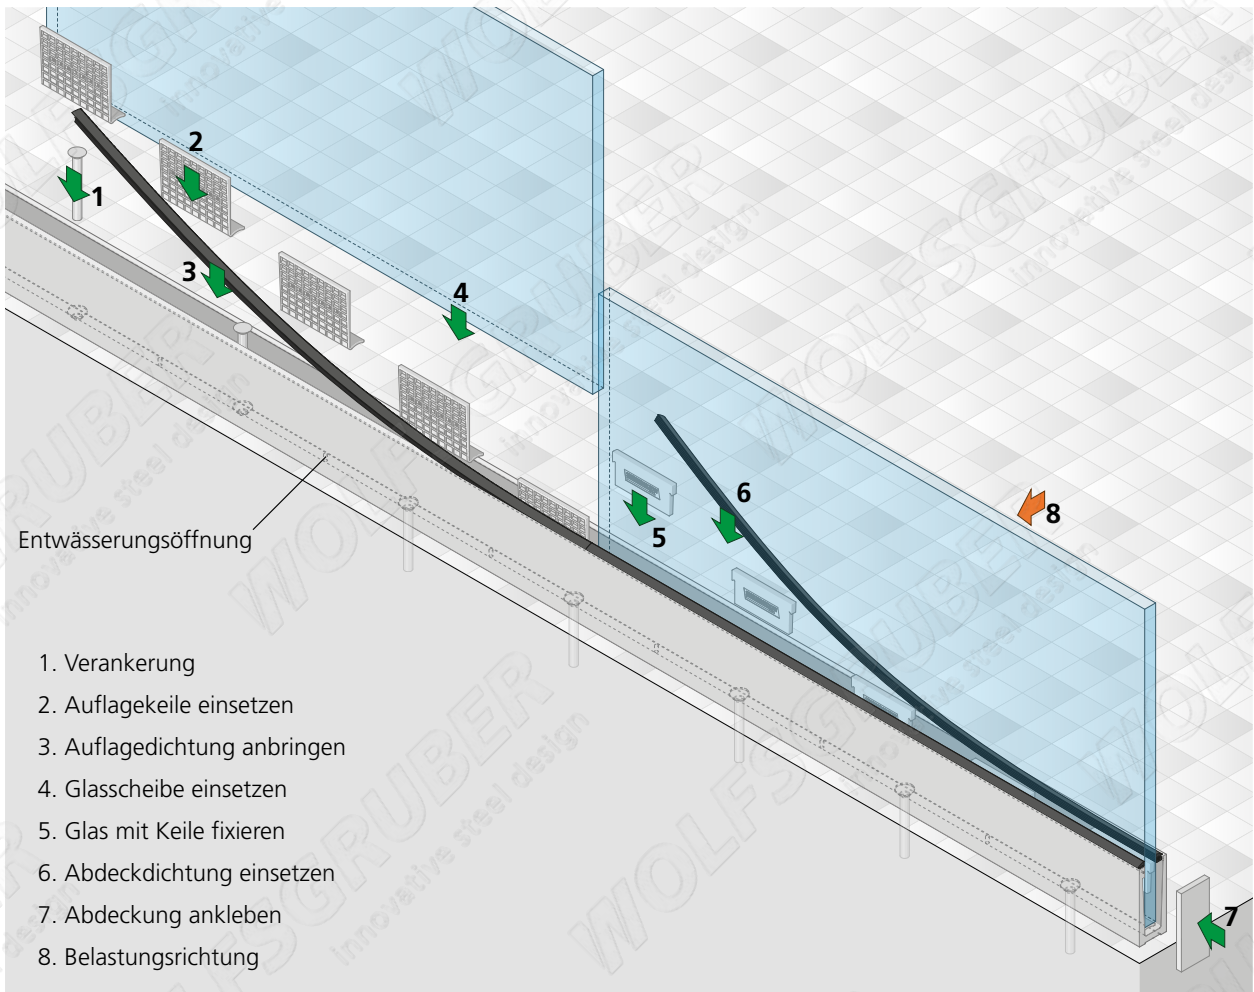 2
1
3
4
6
5
8
Entwässerungsöffnung
1. Verankerung
2. Auflagekeile einsetzen
3. Auflagedichtung anbringen
4. Glasscheibe einsetzen
5. Glas mit Keile fixieren
6. Abdeckdichtung einsetzen
7. Abdeckung ankleben
8. Belastungsrichtung
7
WOLFSGRUBER
innovative steel design